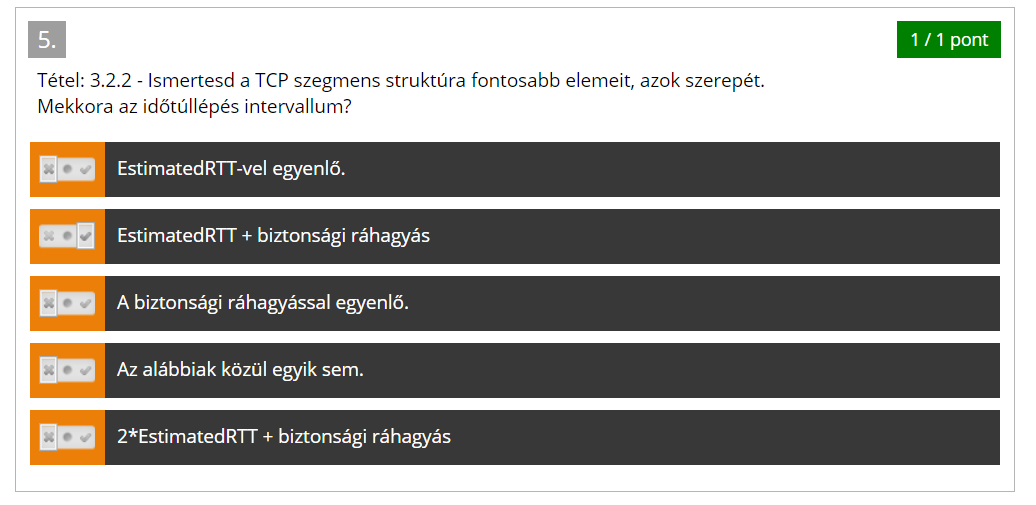 5.
1 / 1 pont
Tétel: 3.2.2 - Ismertesd a TCP szegmens struktúra fontosabb elemeit, azok szerepét.
Mekkora az időtúllépés intervallum?
EstimatedRTT-vel egyenlő.
EstimatedRTT + biztonsági ráhagyás
A biztonsági ráhagyással egyenlő.
Az alábbiak közül egyik sem.
2*EstimatedRTT + biztonsági ráhagyás